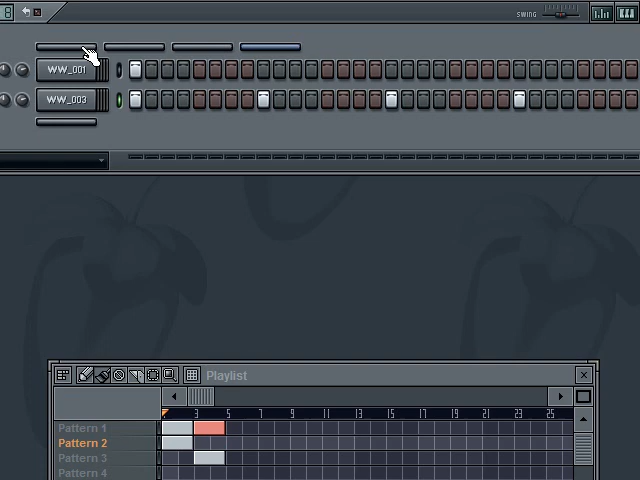 8
SWING
WW_001
WW_003
Playlist
3 5 7 9 11 13 15 17 19 21 23 25
Pattern 1
Pattern 2
Pattern 3
Pattern 4